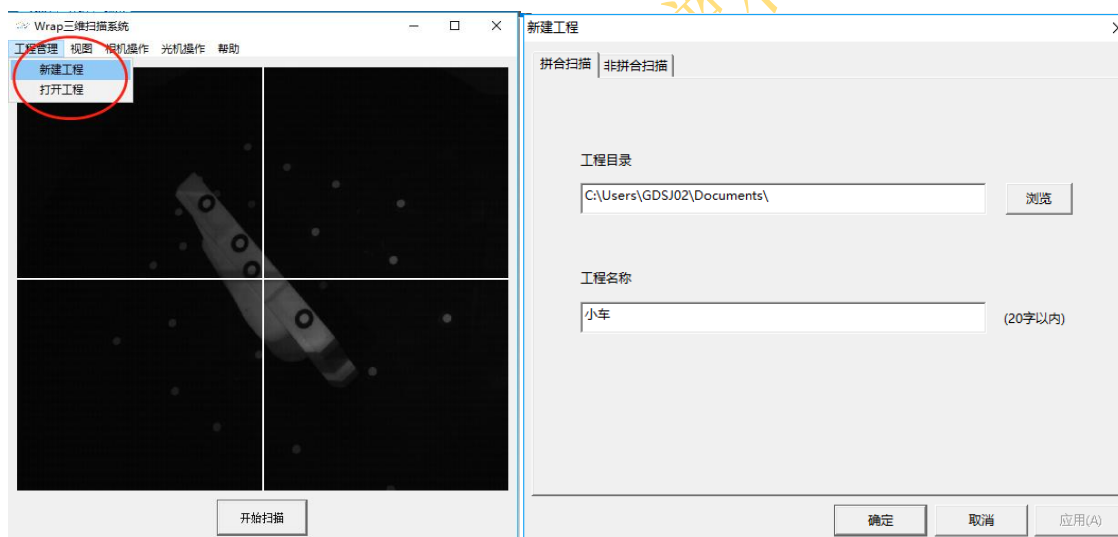 Wrap三维扫描系统
工程管理 视图 相机操作 光机操作 帮助
新建工程
打开工程
开始扫描
新建工程
拼合扫描 非拼合扫描
工程目录
C:\Users\GDSJ02\Documents\
浏览
工程名称
小车
(20字以内)
确定 取消 应用(A)